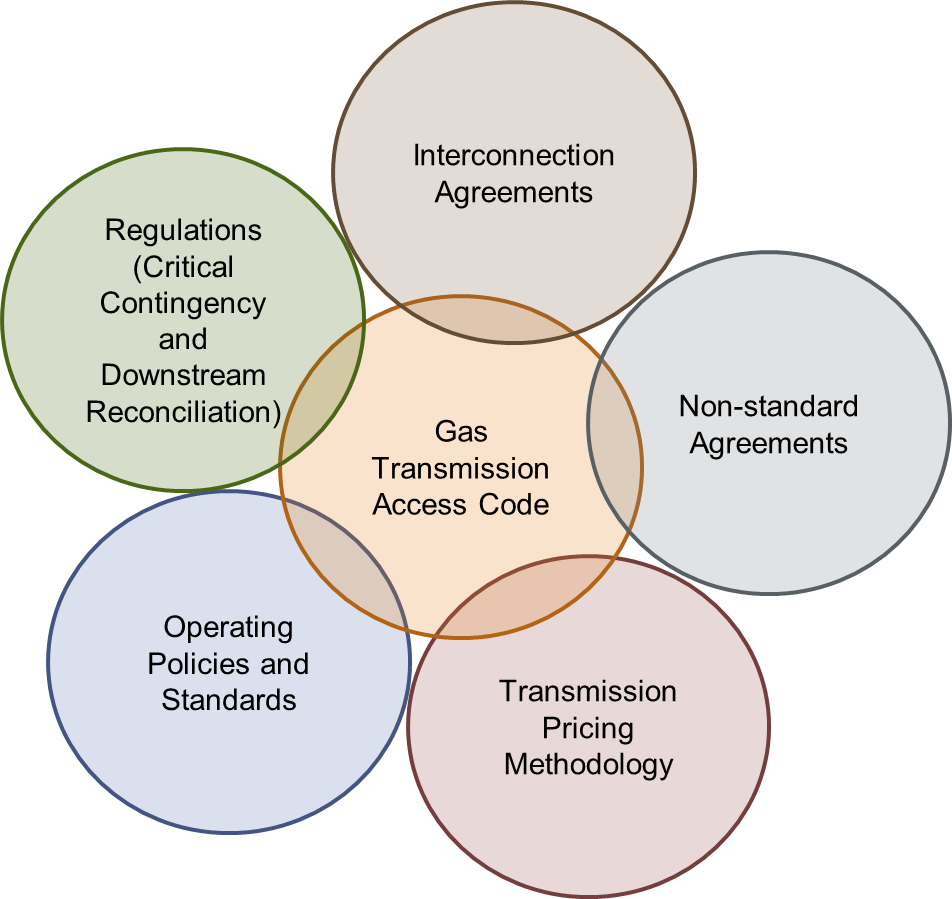 Interconnection
Agreements
Regulations
(Critical
Contingency
and
Downstream
Reconciliation)
Non-standard
Agreements
Gas
Transmission
Access Code
Operating
Policies and
Standards
Transmission
Pricing
Methodology